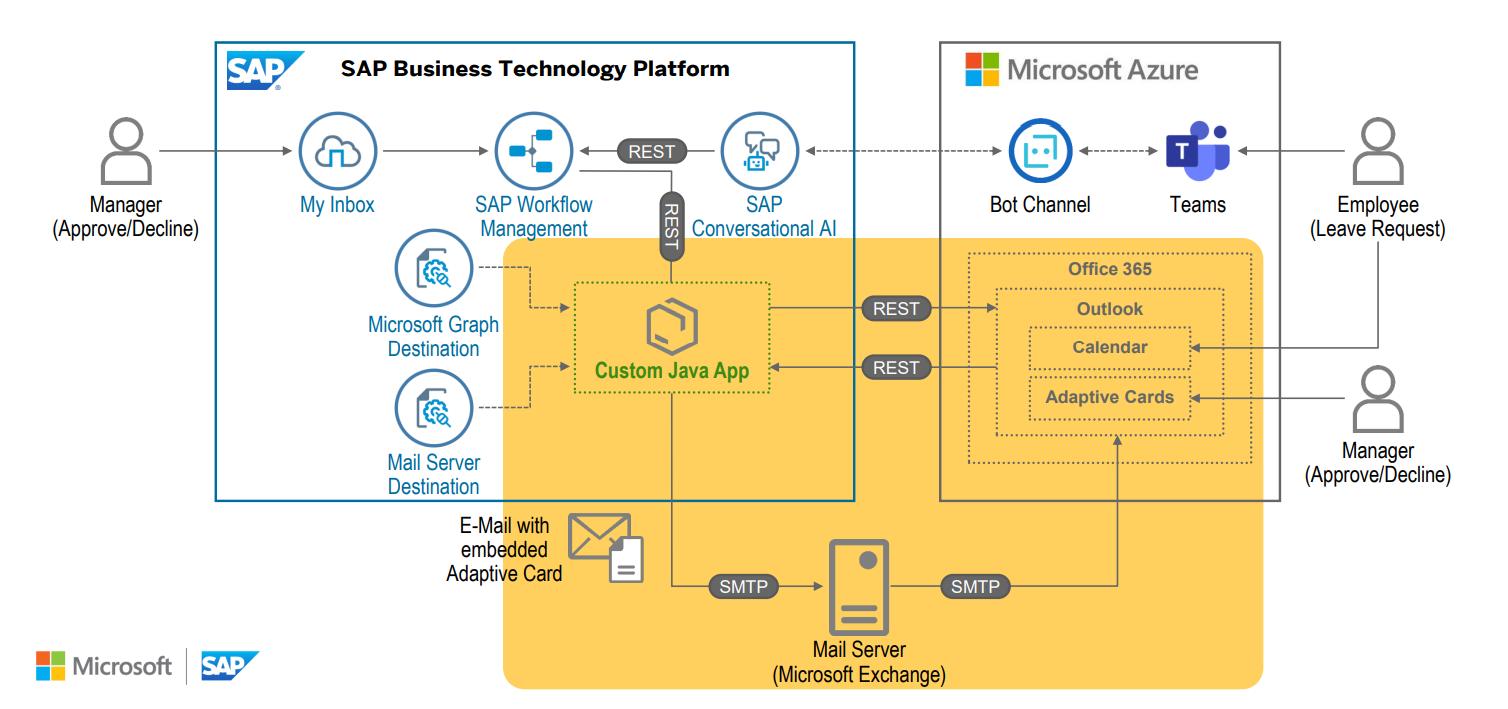 SAP
®
SAP Business Technology Platform
Microsoft Azure
REST
T
Manager
(Approve/Decline)
My Inbox
SAP Workflow
Management
SAP
Conversational AI
Bot Channel
Teams
Employee
(Leave Request)
REST
Office 365
Microsoft Graph
Destination
Outlook
REST
Calendar
Custom Java App
REST
Adaptive Cards
Mail Server
Destination
Manager
(Approve/Decline)
E-Mail with
embedded
Adaptive Card
SMTP
SMTP
Mail Server
(Microsoft Exchange)
Microsoft
SAP